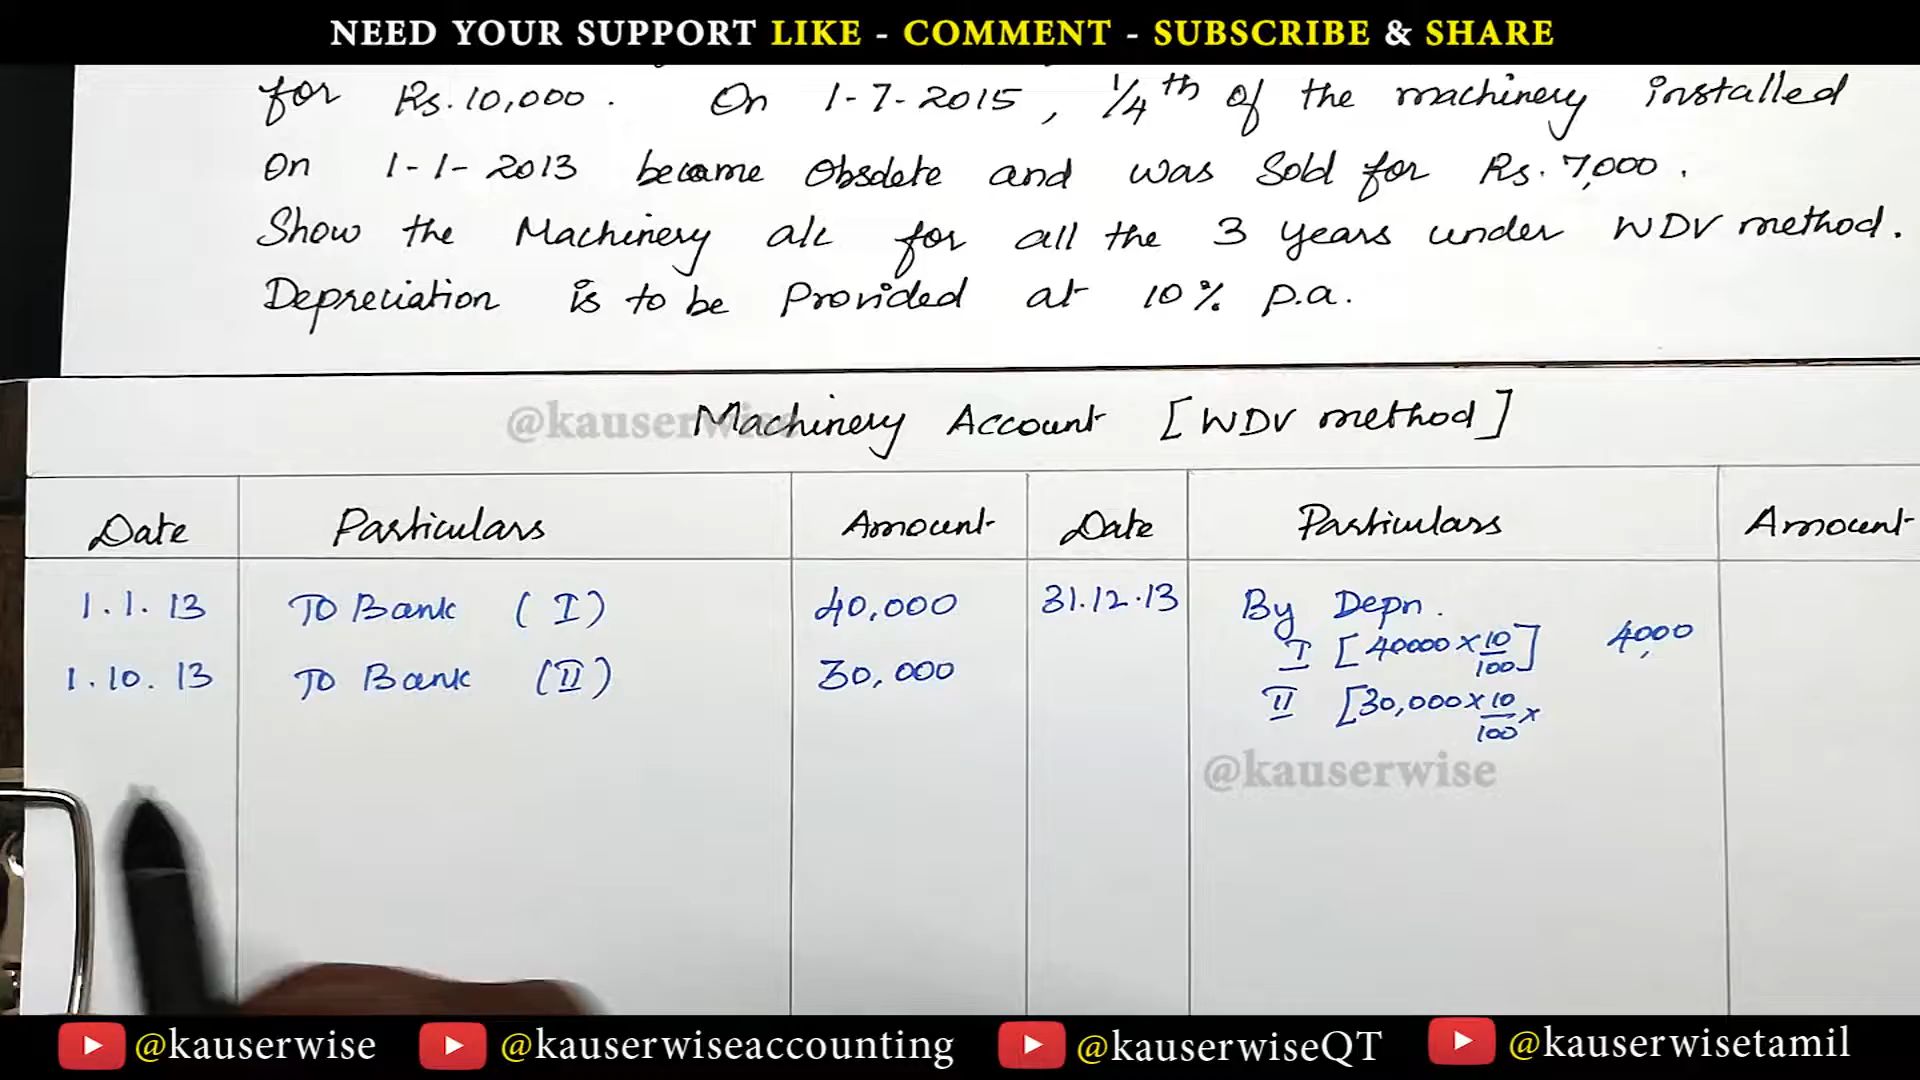 NEED YOUR SUPPORT LIKE - COMMENT - SUBSCRIBE & SHARE
for Rs. 10,000. On 1-7-2015, 1/4th of the machinery installed
on 1-1-2013 became obsolete and was sold for Rs. 7,000.
Show the Machinery a/c for all the 3 years under WDV method.
Depreciation is to be Provided at 10% p.a.
@kauserwise
Machinery Account [WDV method]
Date Particulars Amount Date Particulars Amount
1.1.13 To Bank (I) 40,000 31.12.13 By Depn.
I [40000 x 10/100] 4,000
1.10.13 To Bank (II) 30,000
II [30,000 x 10/100 x
@kauserwise
@kauserwise @kauserwiseaccounting @kauserwiseQT @kauserwisetamil